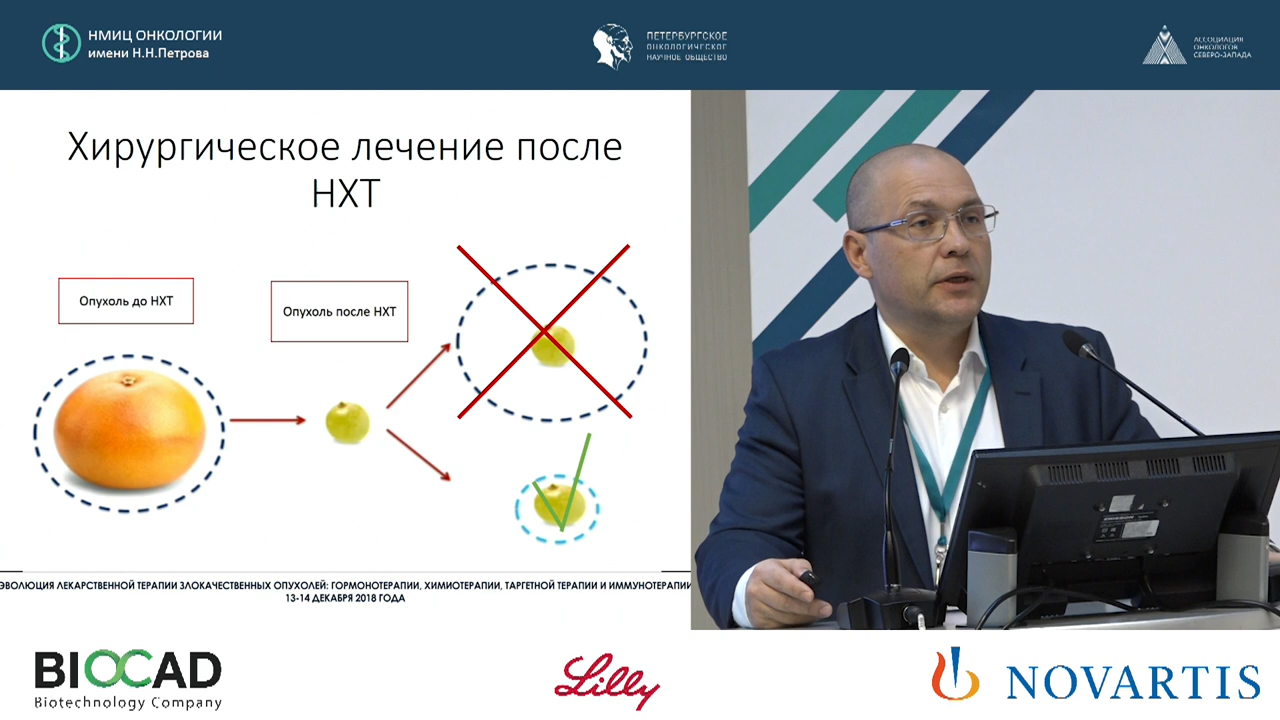 НМИЦ ОНКОЛОГИИ
имени Н.Н.Петрова
ПЕТЕРБУРГСКОЕ
ОНКОЛОГИЧЕСКОЕ
НАУЧНОЕ ОБЩЕСТВО
АССОЦИАЦИЯ
ОНКОЛОГОВ
СЕВЕРО-ЗАПАДА
Хирургическое лечение после
НХТ
Опухоль до НХТ
Опухоль после НХТ
ЭВОЛЮЦИЯ ЛЕКАРСТВЕННОЙ ТЕРАПИИ ЗЛОКАЧЕСТВЕННЫХ ОПУХОЛЕЙ: ГОРМОНОТЕРАПИИ, ХИМИОТЕРАПИИ, ТАРГЕТНОЙ ТЕРАПИИ И ИММУНОТЕРАПИИ
13-14 ДЕКАБРЯ 2018 ГОДА
BIOCAD
Biotechnology Company
Lilly
NOVARTIS